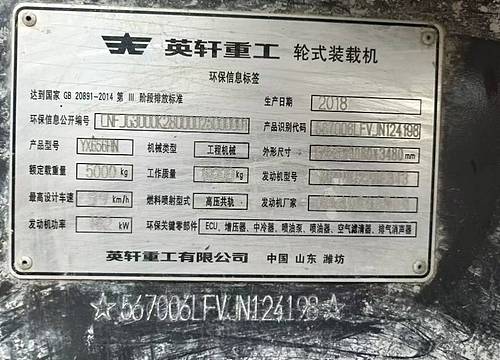 英轩重工 轮式装载机
环保信息标签
达到国家 GB 20891-2014 第 III 阶段排放标准
生产日期 2018
环保信息公开编号
产品识别代码 567006LFVJN124198
产品型号 YX656HN 机械类型 工程机械 外形尺寸 3480 mm
额定载重量 5000 kg 工作质量 kg 发动机型号
最高设计车速 km/h 燃料喷射型式 高压共轨 发动机厂家
发动机功率 kW 环保关键零部件 ECU、增压器、中冷器、喷油泵、喷油器、空气滤清器、排气消声器
英轩重工有限公司 中国 山东 潍坊
☆567006LFVJN124198☆